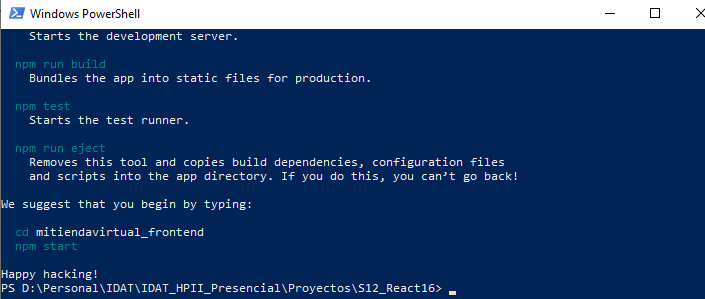 Windows PowerShell
Starts the development server.
npm run build
Bundles the app into static files for production.
npm test
Starts the test runner.
npm run eject
Removes this tool and copies build dependencies, configuration files
and scripts into the app directory. If you do this, you can’t go back!
We suggest that you begin by typing:
cd mitiendavirtual_frontend
npm start
Happy hacking!
PS D:\Personal\IDAT\IDAT_HPII_Presencial\Proyectos\S12_React16>